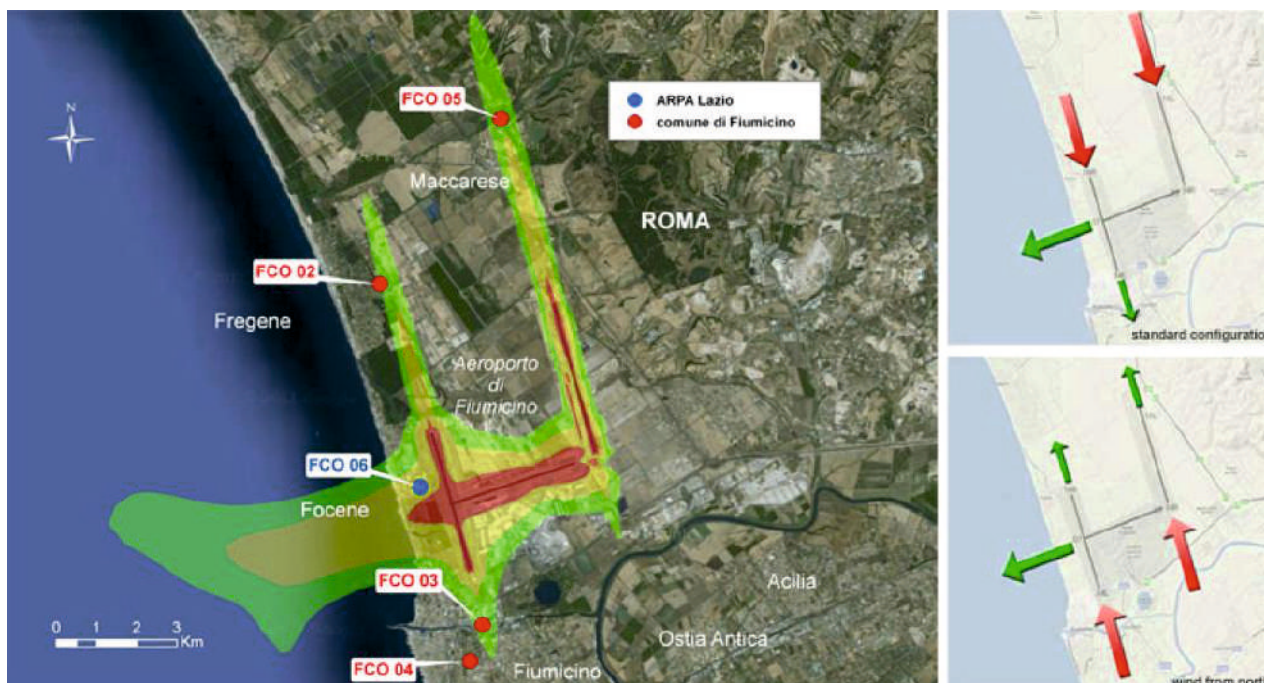 N
FCO 05
ARPA Lazio
comune di Fiumicino
Maccarese
ROMA
FCO 02
Fregene
Aeroporto
di
Fiumicino
FCO 06
Focene
FCO 03
Acilia
0 1 2 3
Km
Ostia Antica
FCO 04
Fiumicino
standard configuratio
wind from north